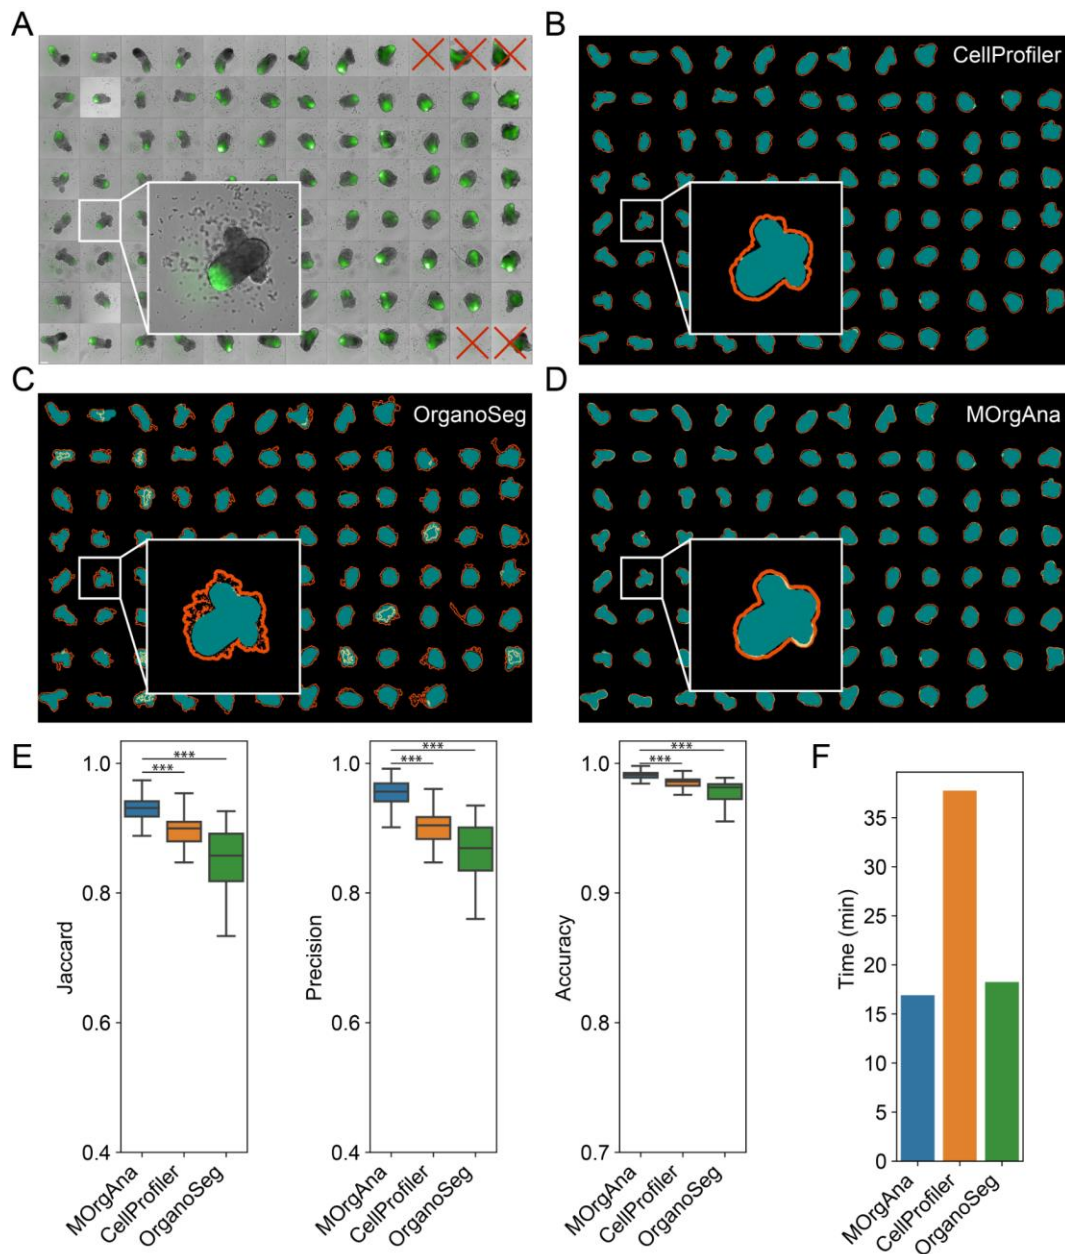 A
B
CellProfiler
C
OrganoSeg
D
MOrgAna
E
***
***
1.0
0.8
0.6
0.4
Jaccard
MOrgAna
CellProfiler
OrganoSeg
***
***
1.0
0.8
0.6
0.4
Precision
MOrgAna
CellProfiler
OrganoSeg
***
***
1.0
0.9
0.8
0.7
Accuracy
MOrgAna
CellProfiler
OrganoSeg
F
35
30
25
20
15
10
5
0
Time (min)
MOrgAna
CellProfiler
OrganoSeg